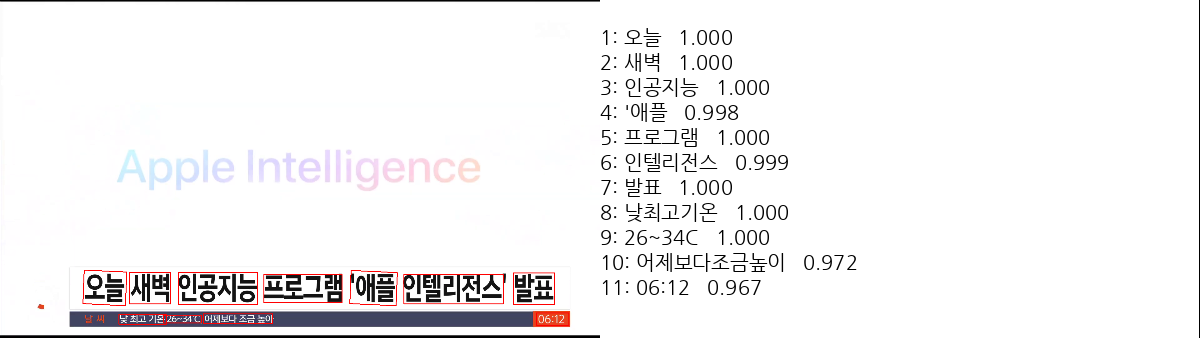 Apple Intelligence
오늘 새벽 인공지능 프로그램 '애플 인텔리전스' 발표
날 씨 낮 최고 기온 26~34℃ 어제보다 조금 높아 06:12
1: 오늘 1.000
2: 새벽 1.000
3: 인공지능 1.000
4: '애플 0.998
5: 프로그램 1.000
6: 인텔리전스 0.999
7: 발표 1.000
8: 낮최고기온 1.000
9: 26~34C 1.000
10: 어제보다조금높이 0.972
11: 06:12 0.967